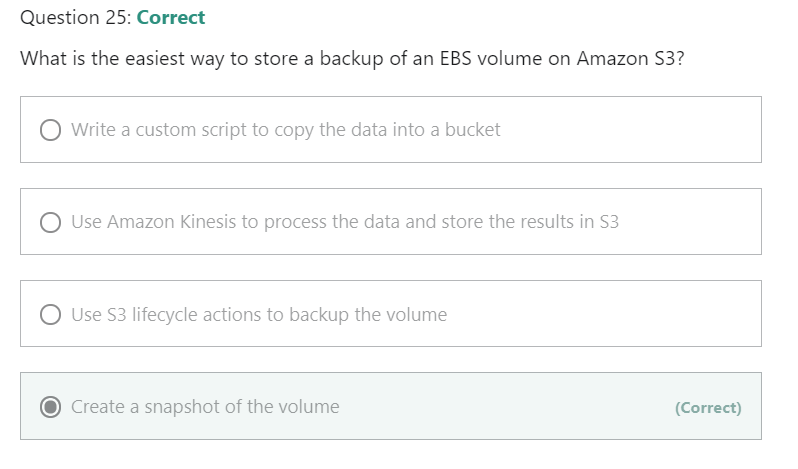 Question 25: Correct
What is the easiest way to store a backup of an EBS volume on Amazon S3?
Write a custom script to copy the data into a bucket
Use Amazon Kinesis to process the data and store the results in S3
Use S3 lifecycle actions to backup the volume
Create a snapshot of the volume (Correct)